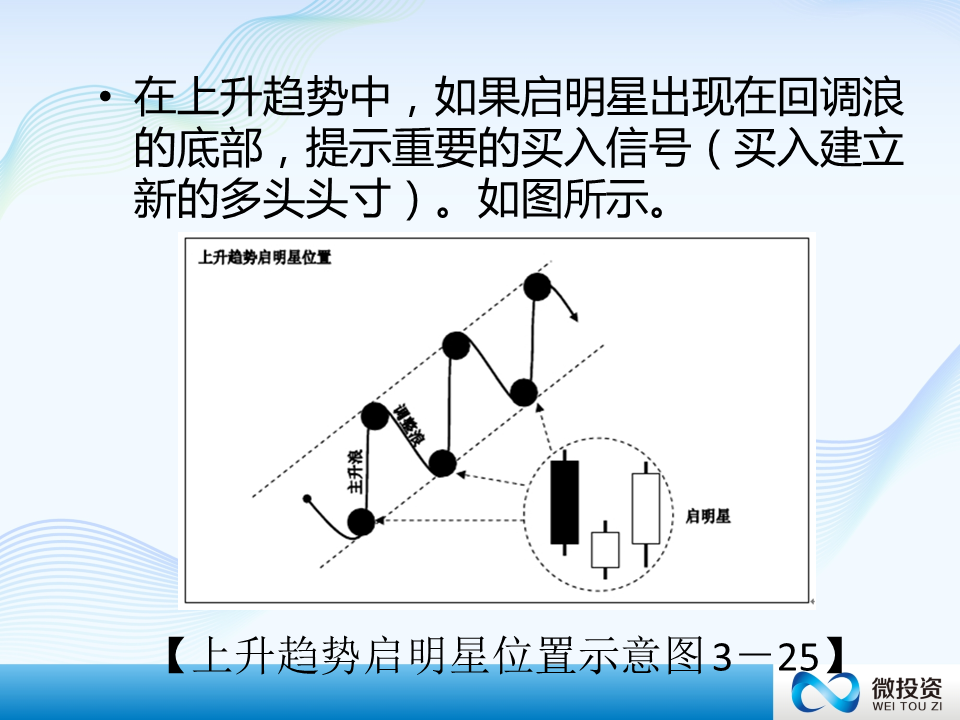 • 在上升趋势中，如果启明星出现在回调浪
的底部，提示重要的买入信号（买入建立
新的多头头寸）。如图所示。
上升趋势启明星位置
调整浪
主升浪
启明星
【上升趋势启明星位置示意图3－25】
微投资
WEI TOU ZI